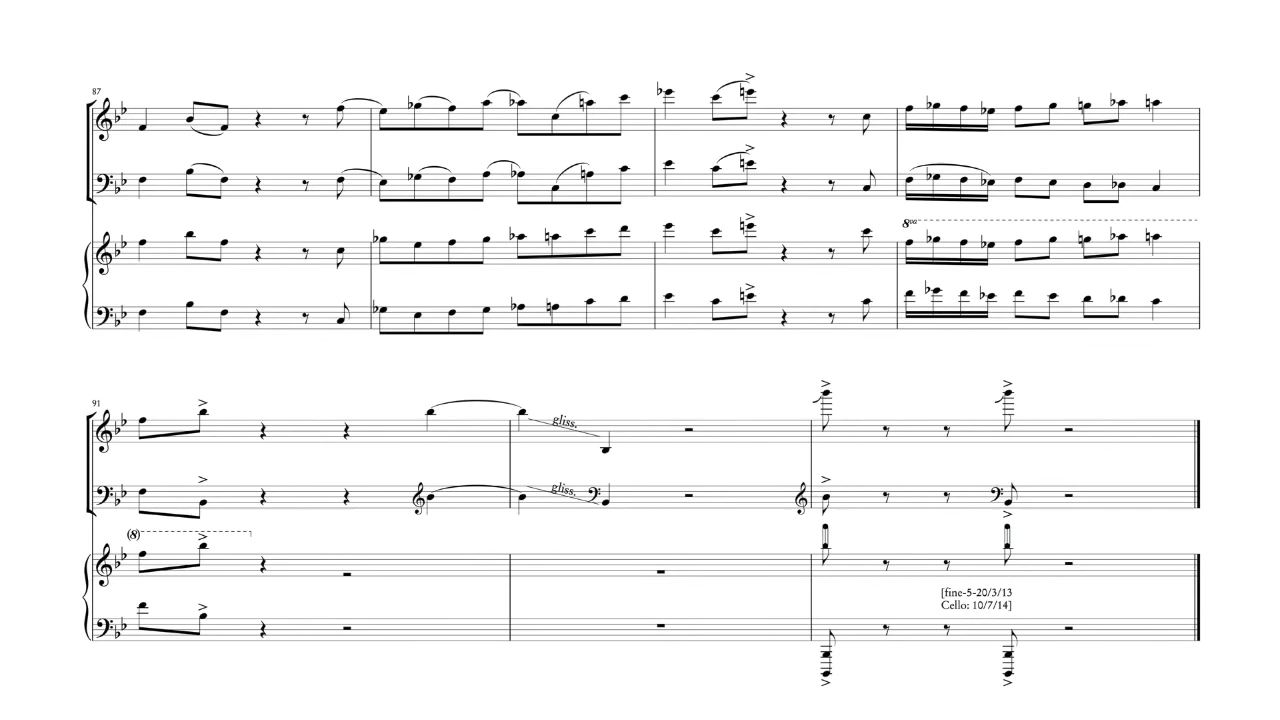 87
8va
91
gliss.
gliss.
(8)
[fine-5-20/3/13
Cello: 10/7/14]